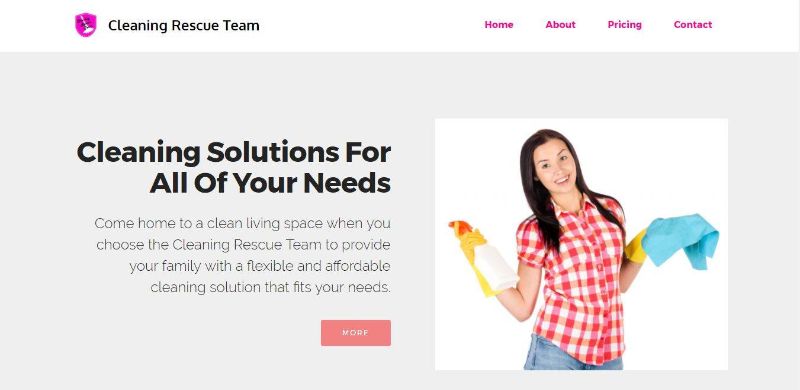 Cleaning Rescue Team
Home About Pricing Contact
Cleaning Solutions For
All Of Your Needs
Come home to a clean living space when you
choose the Cleaning Rescue Team to provide
your family with a flexible and affordable
cleaning solution that fits your needs.
MORE